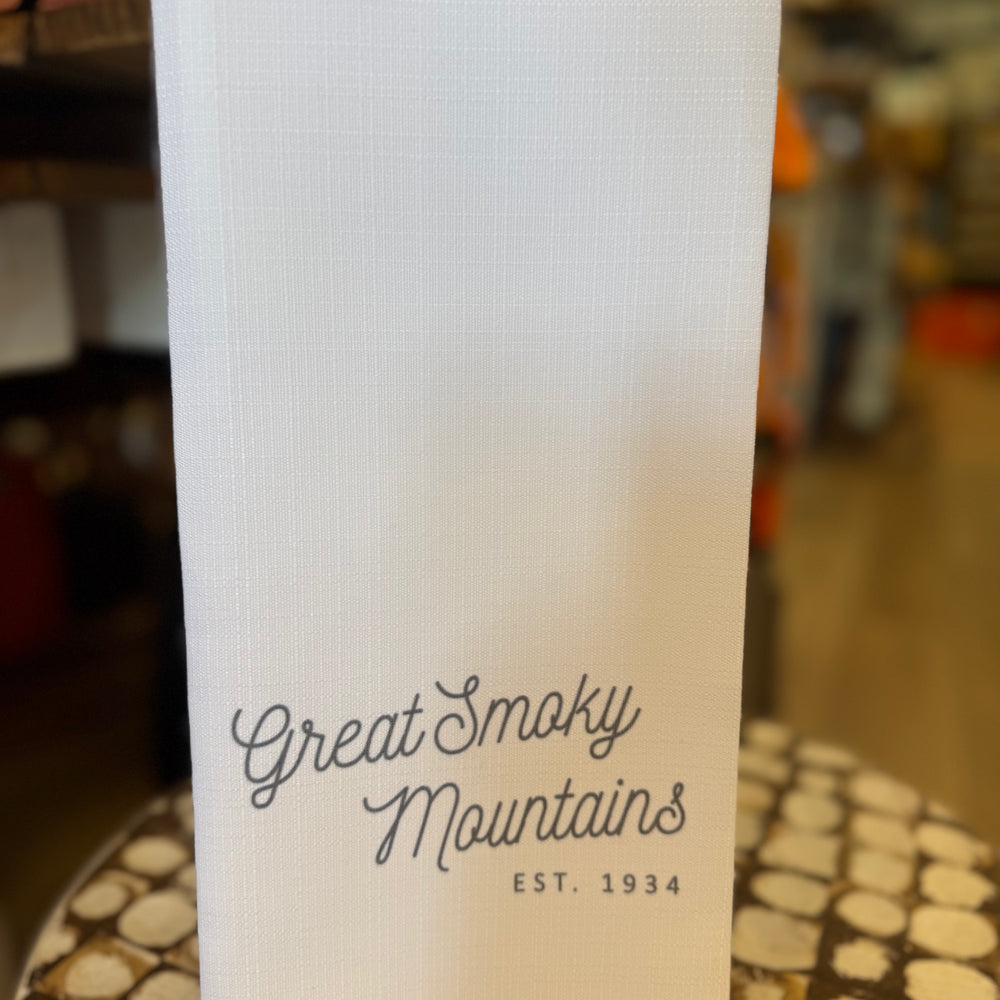 Great Smoky
Mountains
EST. 1934